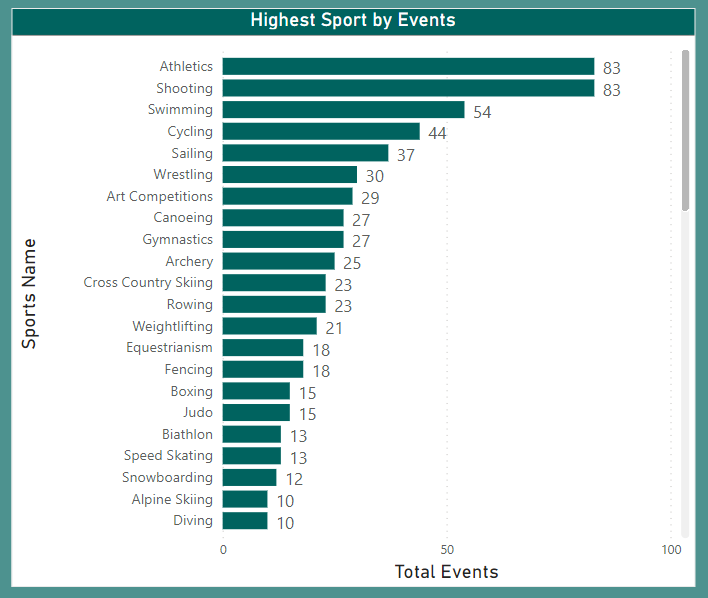 Highest Sport by Events
Sports Name
Athletics 83
Shooting 83
Swimming 54
Cycling 44
Sailing 37
Wrestling 30
Art Competitions 29
Canoeing 27
Gymnastics 27
Archery 25
Cross Country Skiing 23
Rowing 23
Weightlifting 21
Equestrianism 18
Fencing 18
Boxing 15
Judo 15
Biathlon 13
Speed Skating 13
Snowboarding 12
Alpine Skiing 10
Diving 10
0 50 100
Total Events